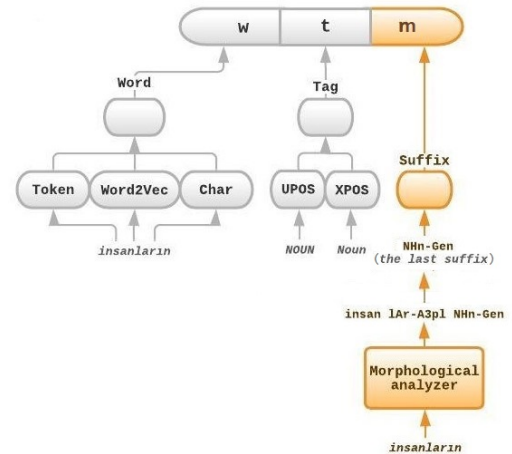 w t m
Word
Tag
Suffix
Token Word2Vec Char UPOS XPOS
insanların NOUN Noun
NHn-Gen
(the last suffix)
insan lAr-A3pl NHn-Gen
Morphological
analyzer
insanların